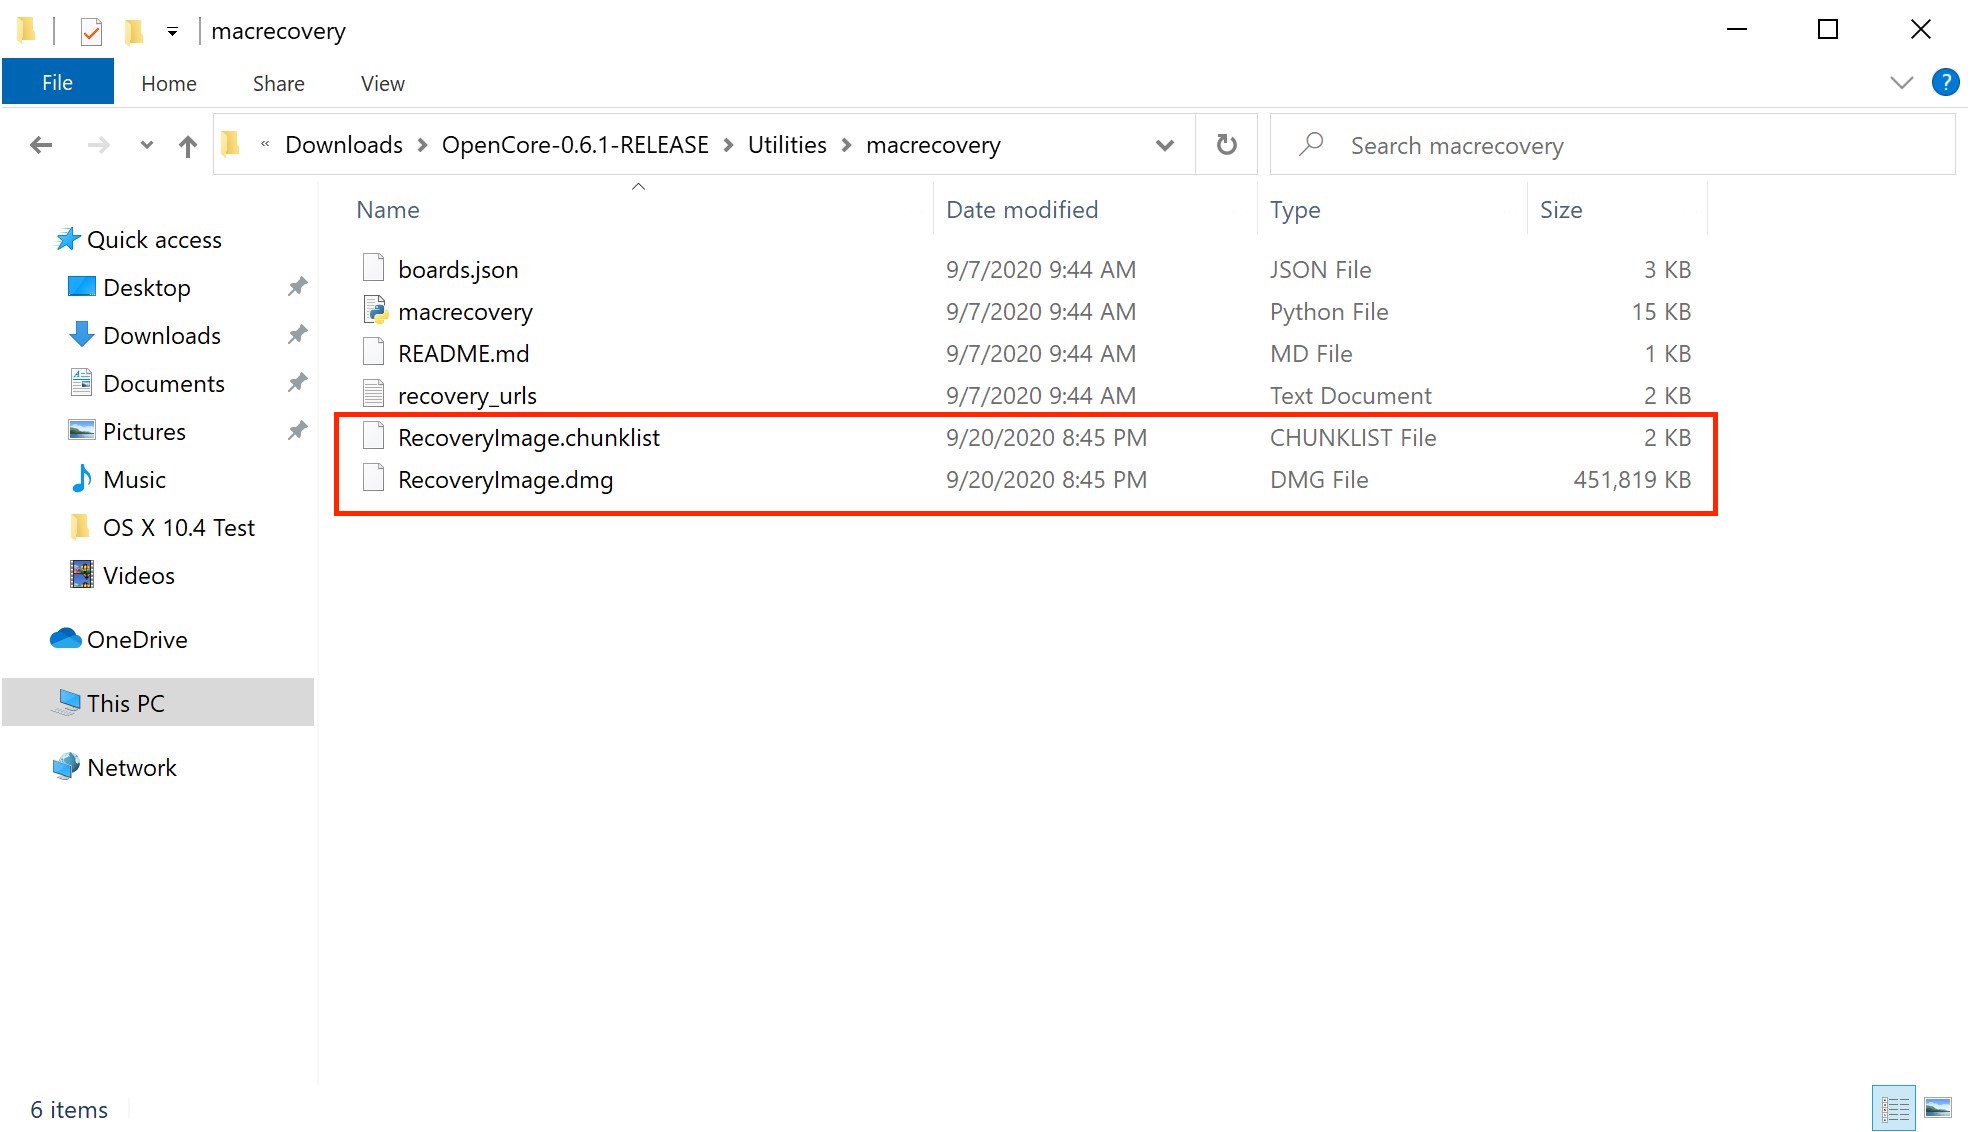 macrecovery
File Home Share View ?
« Downloads > OpenCore-0.6.1-RELEASE > Utilities > macrecovery Search macrecovery
Name Date modified Type Size
Quick access
Desktop
Downloads
Documents
Pictures
Music
OS X 10.4 Test
Videos
OneDrive
This PC
Network
boards.json 9/7/2020 9:44 AM JSON File 3 KB
macrecovery 9/7/2020 9:44 AM Python File 15 KB
README.md 9/7/2020 9:44 AM MD File 1 KB
recovery_urls 9/7/2020 9:44 AM Text Document 2 KB
RecoveryImage.chunklist 9/20/2020 8:45 PM CHUNKLIST File 2 KB
RecoveryImage.dmg 9/20/2020 8:45 PM DMG File 451,819 KB
6 items